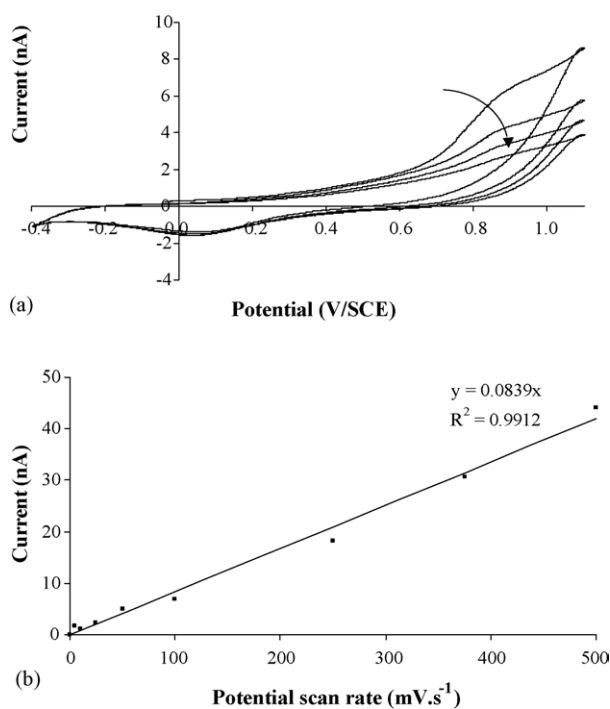 10
8
6
4
2
0
-2
-4
Current (nA)
-0.4 -0.2 0.0 0.2 0.4 0.6 0.8 1.0
Potential (V/SCE)
(a)
50
40
30
20
10
0
Current (nA)
y = 0.0839x
R² = 0.9912
0 100 200 300 400 500
Potential scan rate (mV.s⁻¹)
(b)